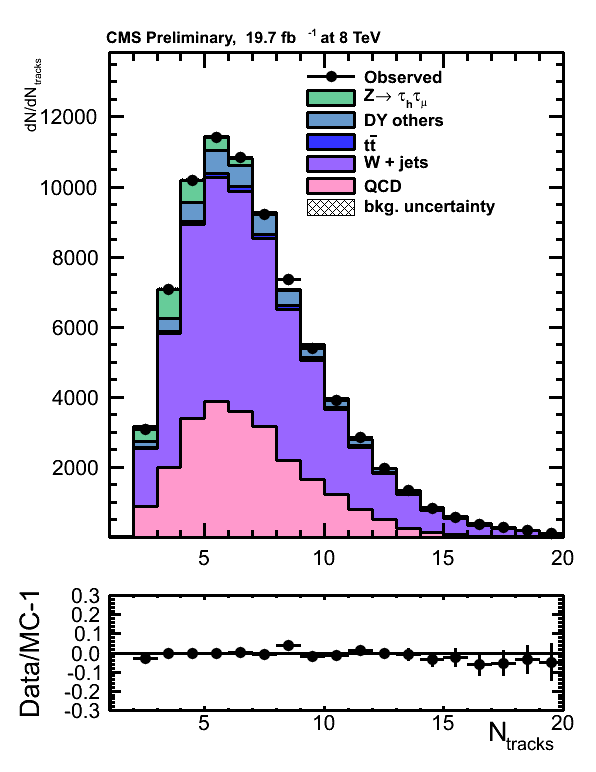 CMS Preliminary, 19.7 fb ⁻¹ at 8 TeV
dN/dN_tracks
Observed
Z→ τ_h τ_μ
DY others
tt̄
W + jets
QCD
bkg. uncertainty
12000
10000
8000
6000
4000
2000
5 10 15 20
Data/MC-1
0.3
0.2
0.1
0.0
-0.1
-0.2
-0.3
5 10 15 20
N_tracks